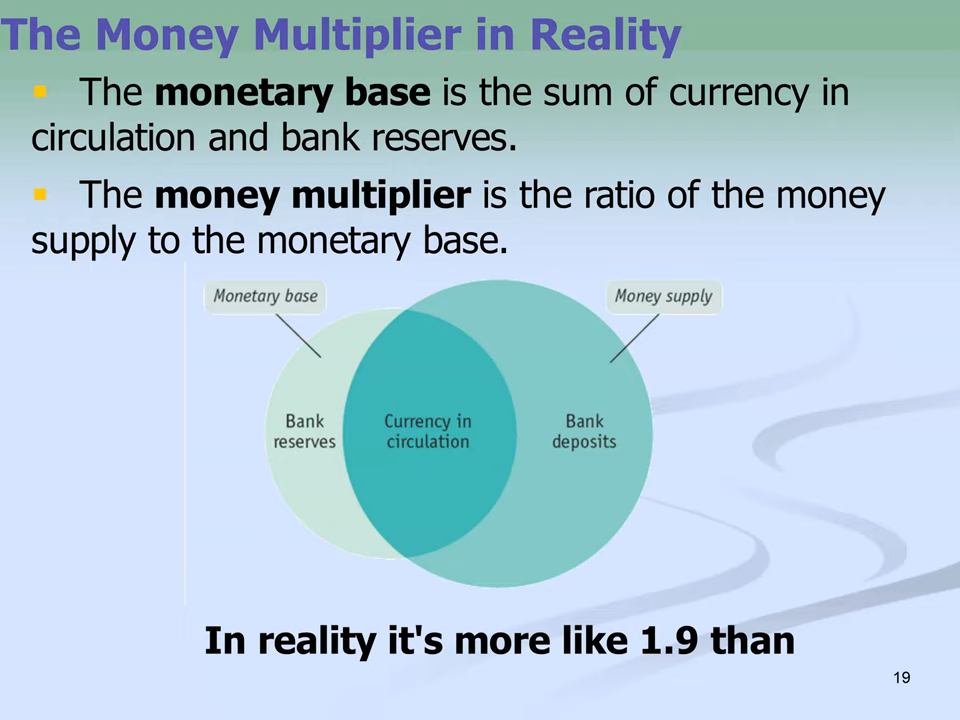 The Money Multiplier in Reality
▪ The monetary base is the sum of currency in
circulation and bank reserves.
▪ The money multiplier is the ratio of the money
supply to the monetary base.
Monetary base
Money supply
Bank
reserves
Currency in
circulation
Bank
deposits
In reality it's more like 1.9 than
19